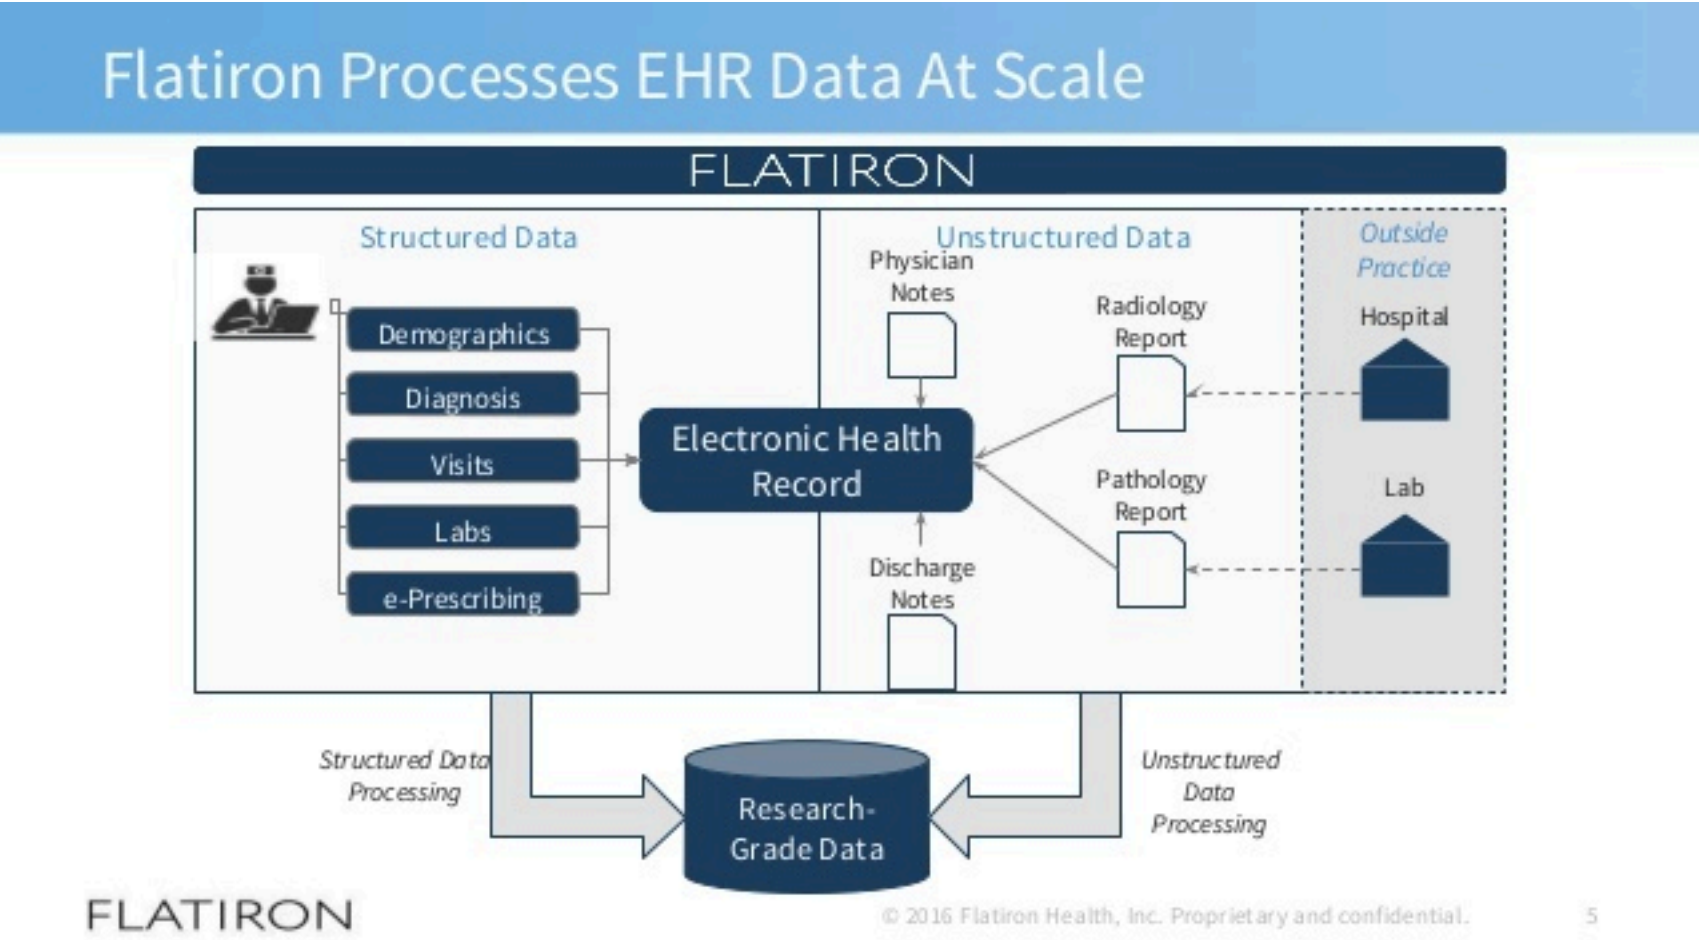 Flatiron Processes EHR Data At Scale
FLATIRON
Structured Data
Demographics
Diagnosis
Visits
Labs
e-Prescribing
Electronic Health
Record
Unstructured Data
Physician
Notes
Radiology
Report
Pathology
Report
Discharge
Notes
Outside
Practice
Hospital
Lab
Structured Data
Processing
Research-
Grade Data
Unstructured
Data
Processing
FLATIRON
© 2016 Flatiron Health, Inc. Proprietary and confidential.
5